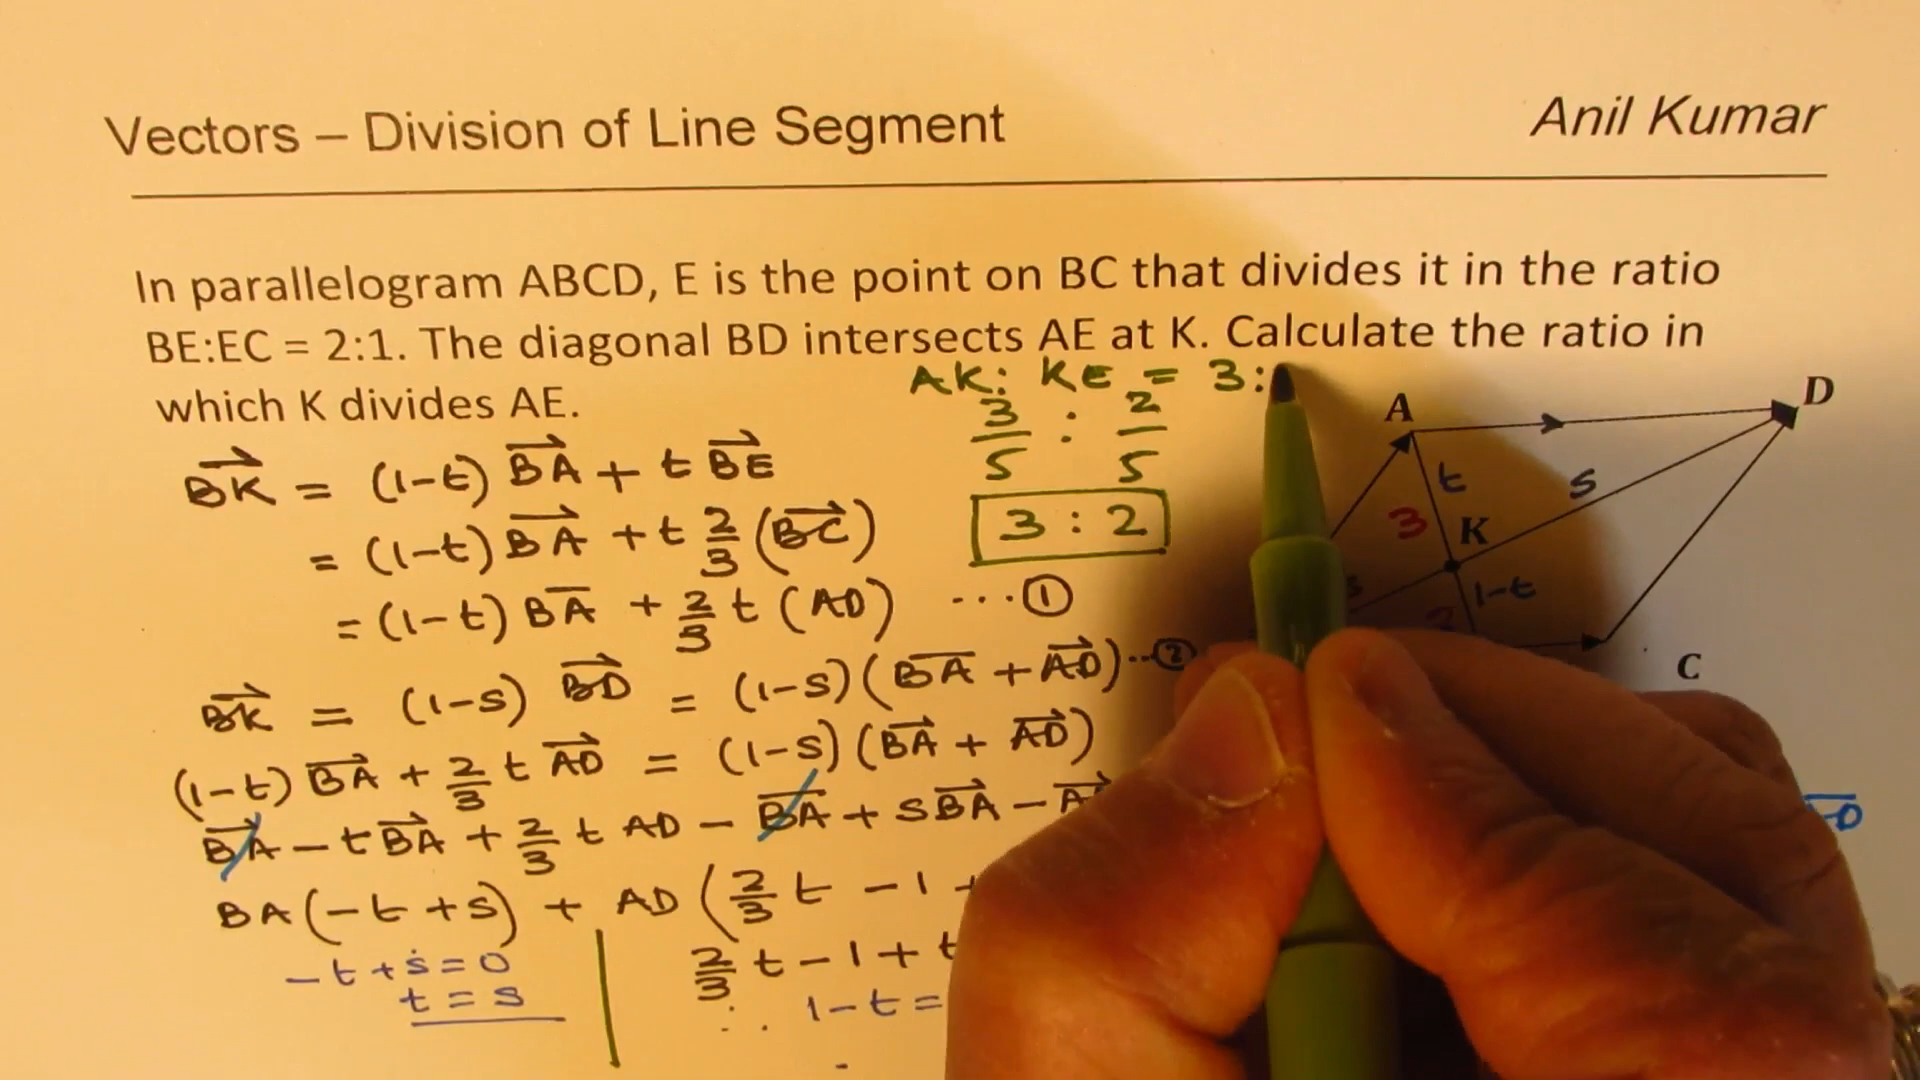 Vectors – Division of Line Segment
Anil Kumar
In parallelogram ABCD, E is the point on BC that divides it in the ratio
BE:EC = 2:1. The diagonal BD intersects AE at K. Calculate the ratio in
which K divides AE.
AK : KE = 3:
3/5 : 2/5
3 : 2
BK = (1-t) BA + t BE
= (1-t) BA + t 2/3 (BC)
= (1-t) BA + 2/3 t (AD) ...①
BK = (1-s) BD = (1-s)(BA + AD) ...②
(1-t) BA + 2/3 t AD = (1-s)(BA + AD)
BA - t BA + 2/3 t AD - BA + s BA - A
BA(-t + s) + AD (2/3 t - 1
-t + s = 0
t = s
2/3 t - 1 + t
1 - t =
A
D
t
s
3
K
1-t
2
C